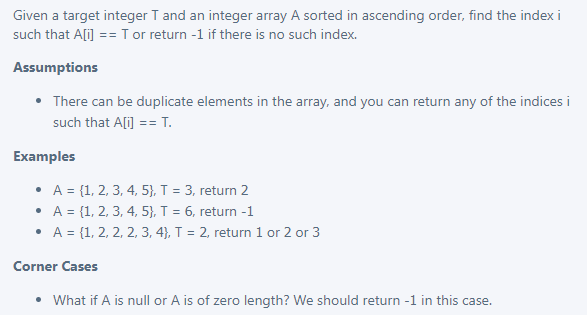 Given a target integer T and an integer array A sorted in ascending order, find the index i
such that A[i] == T or return -1 if there is no such index.
Assumptions
• There can be duplicate elements in the array, and you can return any of the indices i
such that A[i] == T.
Examples
• A = {1, 2, 3, 4, 5}, T = 3, return 2
• A = {1, 2, 3, 4, 5}, T = 6, return -1
• A = {1, 2, 2, 2, 3, 4}, T = 2, return 1 or 2 or 3
Corner Cases
• What if A is null or A is of zero length? We should return -1 in this case.